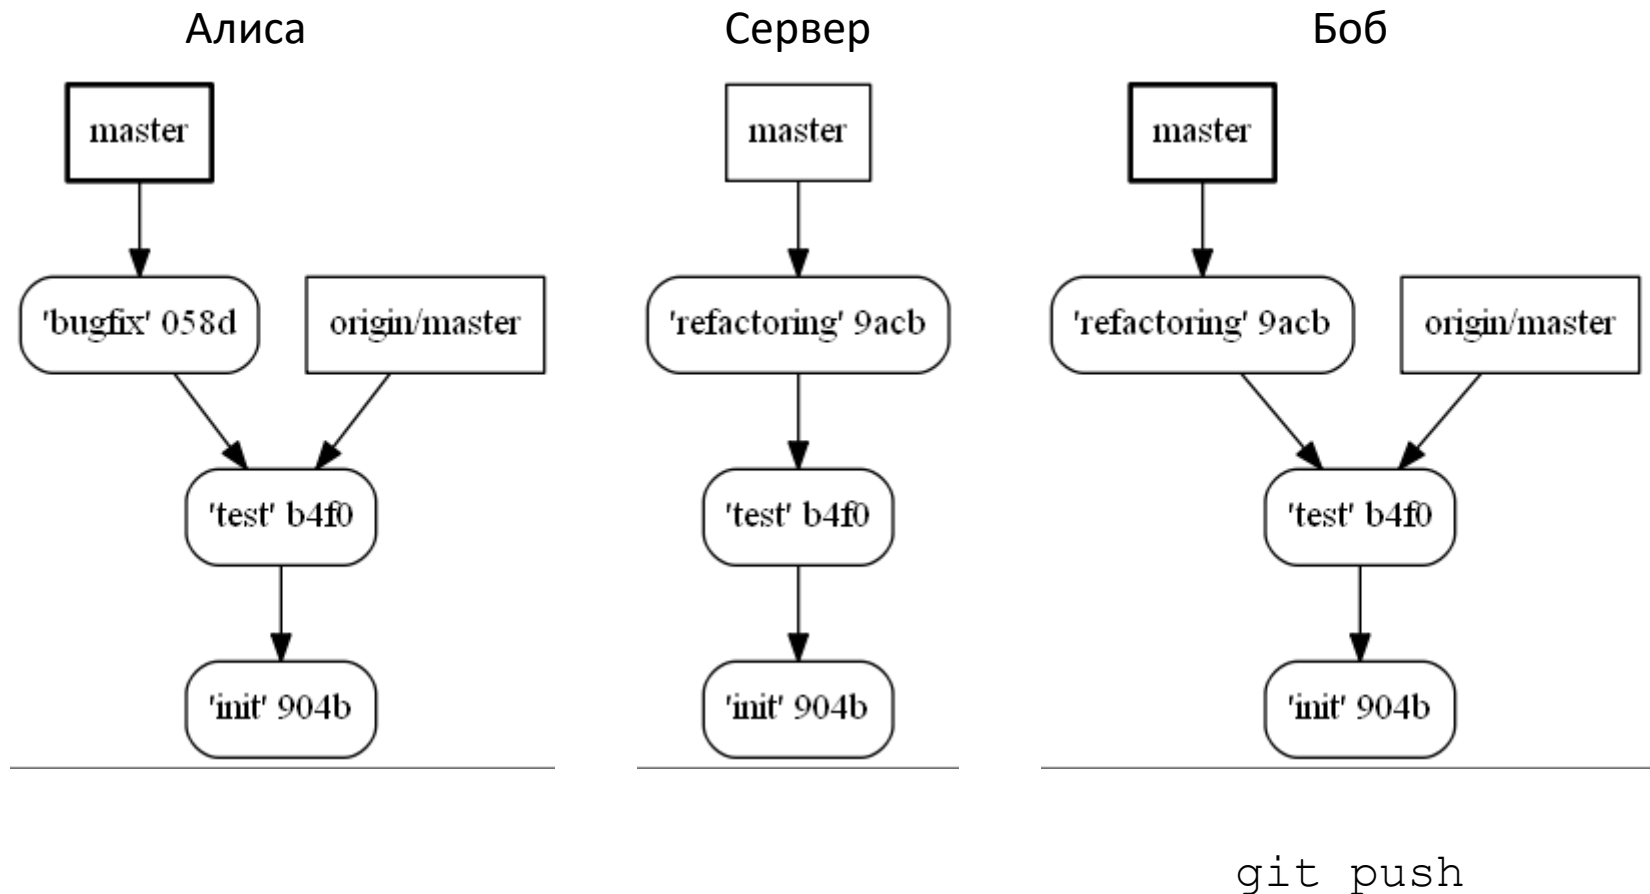 Алиса
Сервер
Боб
master
master
master
'bugfix' 058d
origin/master
'refactoring' 9acb
'refactoring' 9acb
origin/master
'test' b4f0
'test' b4f0
'test' b4f0
'init' 904b
'init' 904b
'init' 904b
git push